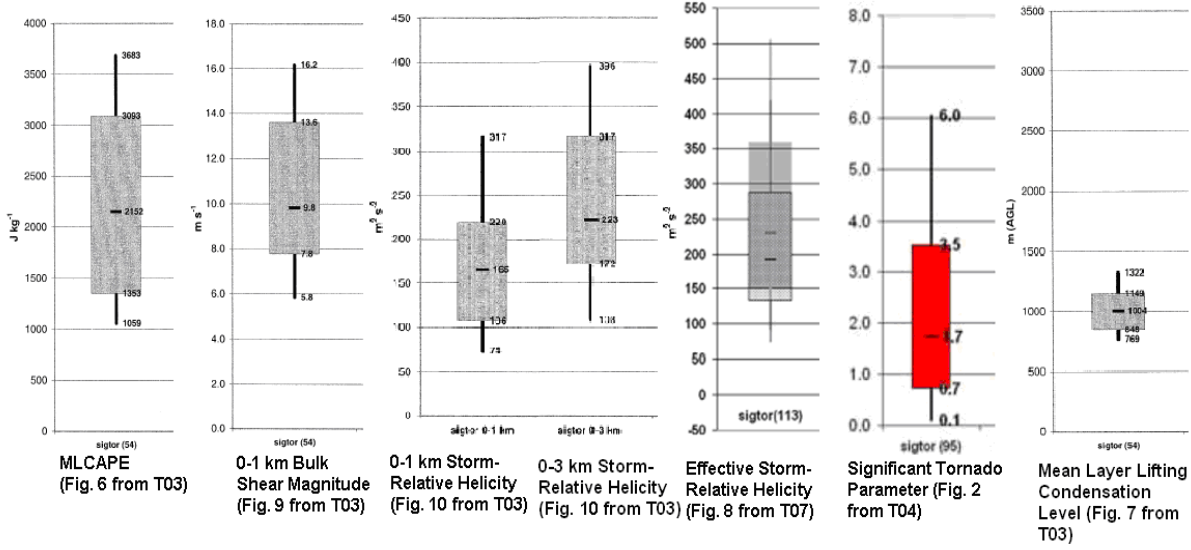 4000
3500
3000
2500
2000
1500
1000
500
0
J kg⁻¹
3683
3093
2152
1353
1059
sigtor (54)
MLCAPE
(Fig. 6 from T03)
18.0
16.0
14.0
12.0
10.0
8.0
6.0
4.0
2.0
0.0
m s⁻¹
16.2
13.6
9.8
7.8
5.8
sigtor (54)
0-1 km Bulk
Shear Magnitude
(Fig. 9 from T03)
450
400
350
300
250
200
150
100
50
0
m² s⁻²
317
166
74
sigtor 0-1 km
0-1 km Storm-
Relative Helicity
(Fig. 10 from T03)
396
317
223
172
sigtor 0-3 km
0-3 km Storm-
Relative Helicity
(Fig. 10 from T03)
550
500
450
400
350
300
250
200
150
100
50
0
-50
m² s⁻²
sigtor(113)
Effective Storm-
Relative Helicity
(Fig. 8 from T07)
8.0
7.0
6.0
5.0
4.0
3.0
2.0
1.0
0.0
6.0
3.5
1.7
0.7
0.1
sigtor (95)
Significant Tornado
Parameter (Fig. 2
from T04)
3500
3000
2500
2000
1500
1000
500
0
m (AGL)
1322
1149
1004
848
769
sigtor (54)
Mean Layer Lifting
Condensation
Level (Fig. 7 from
T03)